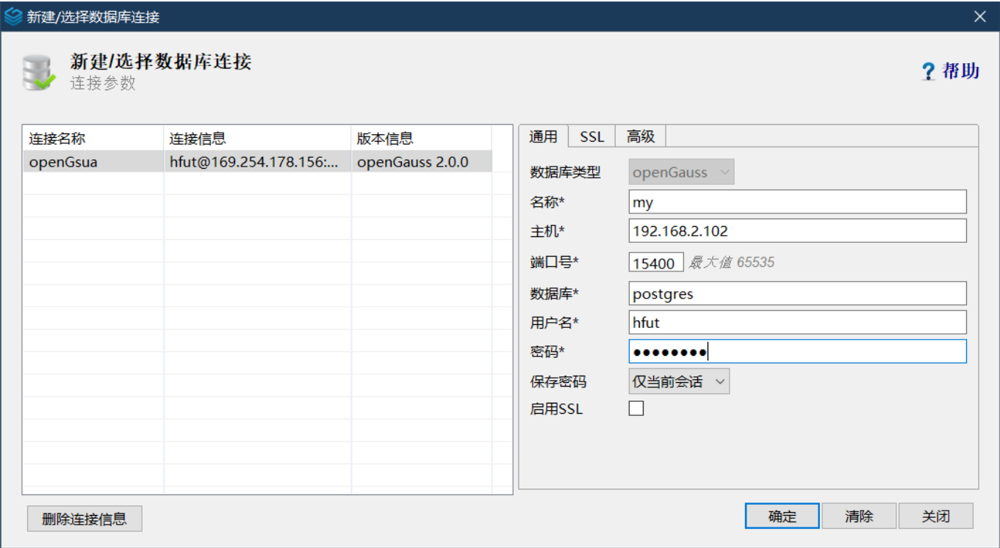 新建/选择数据库连接
新建/选择数据库连接
连接参数
? 帮助
连接名称 连接信息 版本信息
openGsua hfut@169.254.178.156:... openGauss 2.0.0
通用 SSL 高级
数据库类型 openGauss
名称* my
主机* 192.168.2.102
端口号* 15400 最大值 65535
数据库* postgres
用户名* hfut
密码* ●●●●●●●●
保存密码 仅当前会话
启用SSL
删除连接信息 确定 清除 关闭